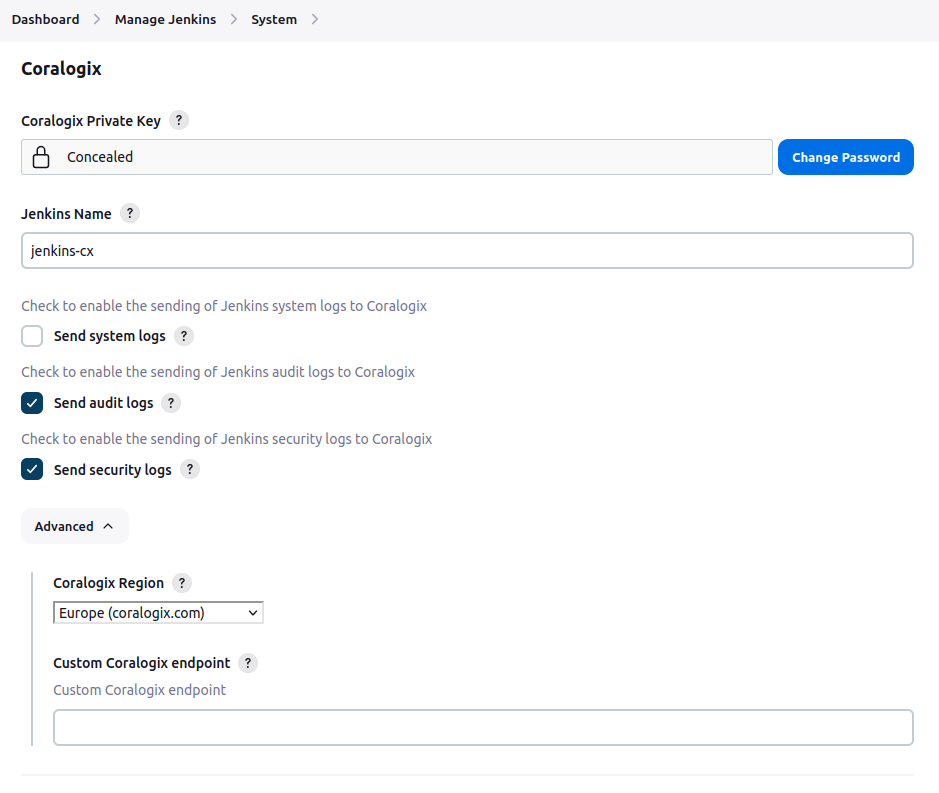 Dashboard > Manage Jenkins > System >
Coralogix
Coralogix Private Key ?
Concealed Change Password
Jenkins Name ?
jenkins-cx
Check to enable the sending of Jenkins system logs to Coralogix
Send system logs ?
Check to enable the sending of Jenkins audit logs to Coralogix
Send audit logs ?
Check to enable the sending of Jenkins security logs to Coralogix
Send security logs ?
Advanced
Coralogix Region ?
Europe (coralogix.com)
Custom Coralogix endpoint ?
Custom Coralogix endpoint